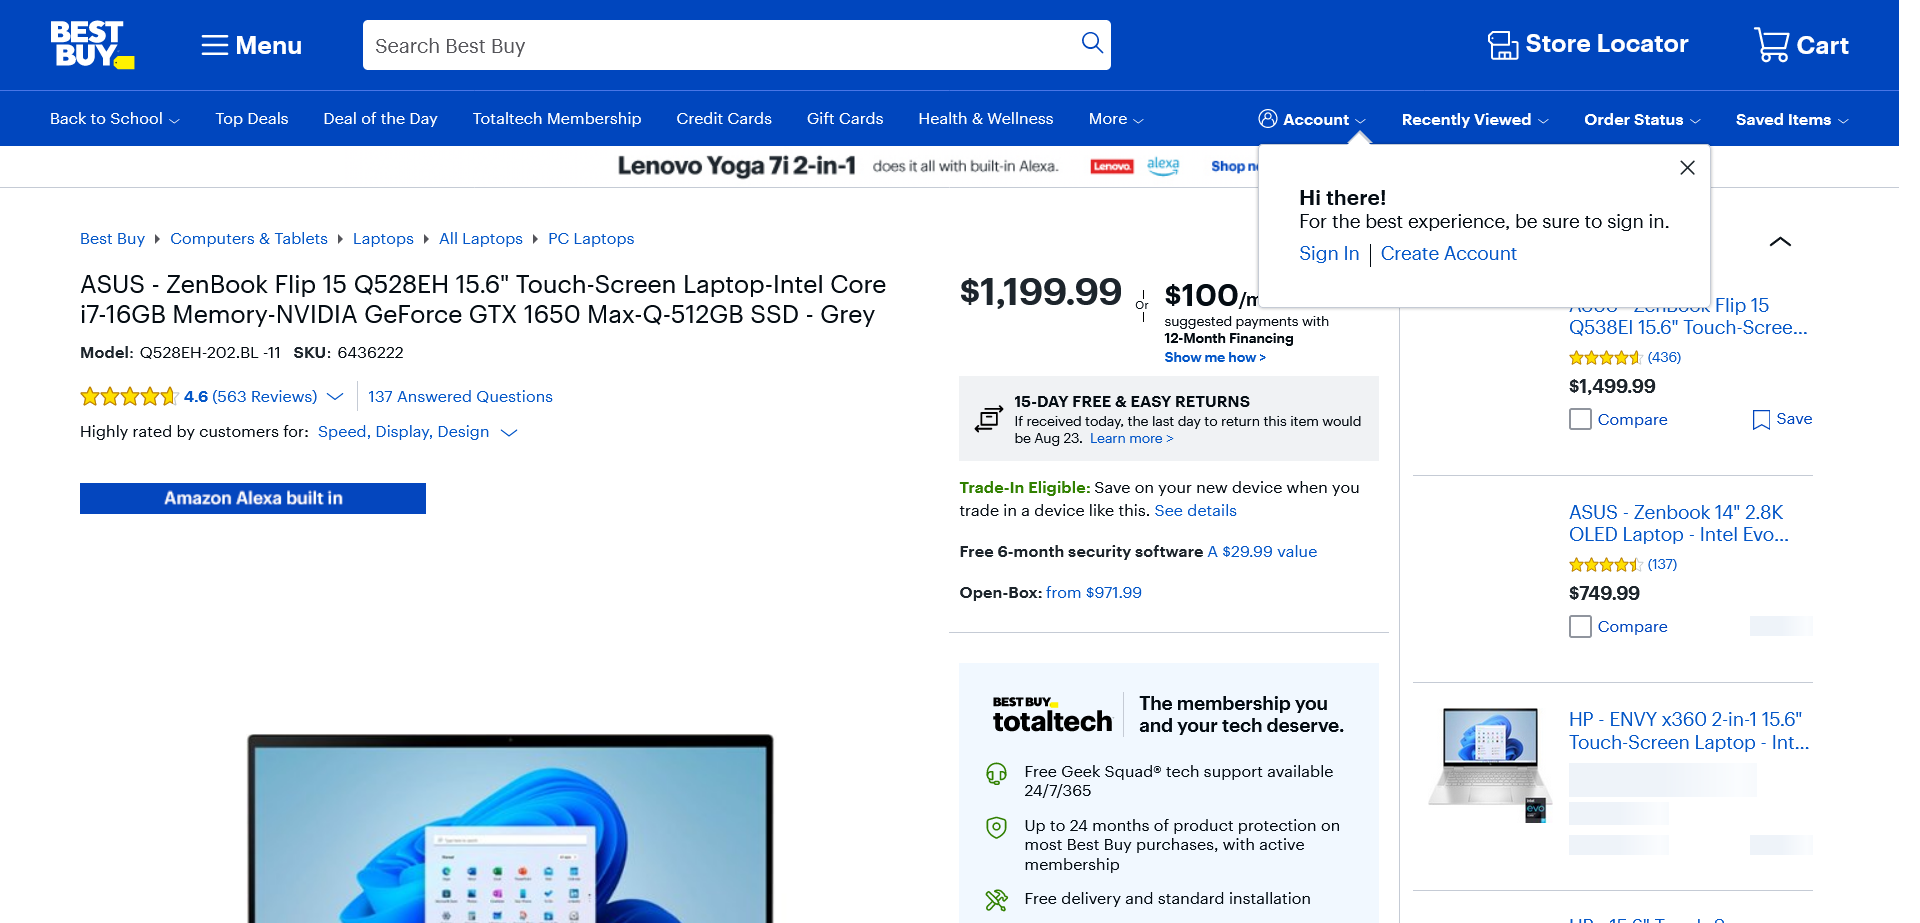 BEST
BUY
Menu
Search Best Buy
Store Locator
Cart
Back to School
Top Deals
Deal of the Day
Totaltech Membership
Credit Cards
Gift Cards
Health & Wellness
More
Account
Recently Viewed
Order Status
Saved Items
Lenovo Yoga 7i 2-in-1 does it all with built-in Alexa. Lenovo alexa Shop
Hi there!
For the best experience, be sure to sign in.
Sign In | Create Account
Best Buy
Computers & Tablets
Laptops
All Laptops
PC Laptops
ASUS - ZenBook Flip 15 Q528EH 15.6" Touch-Screen Laptop-Intel Core
i7-16GB Memory-NVIDIA GeForce GTX 1650 Max-Q-512GB SSD - Grey
Model: Q528EH-202.BL -11 SKU: 6436222
4.6 (563 Reviews)
137 Answered Questions
Highly rated by customers for: Speed, Display, Design
Amazon Alexa built in
$1,199.99
Or
$100/m
suggested payments with
12-Month Financing
Show me how >
15-DAY FREE & EASY RETURNS
If received today, the last day to return this item would
be Aug 23. Learn more >
Trade-In Eligible: Save on your new device when you
trade in a device like this. See details
Free 6-month security software A $29.99 value
Open-Box: from $971.99
BEST BUY
totaltech
The membership you
and your tech deserve.
Free Geek Squad® tech support available
24/7/365
Up to 24 months of product protection on
most Best Buy purchases, with active
membership
Free delivery and standard installation
ASUS - ZenBook Flip 15
Q538EI 15.6" Touch-Scree...
(436)
$1,499.99
Compare
Save
ASUS - Zenbook 14" 2.8K
OLED Laptop - Intel Evo...
(137)
$749.99
Compare
HP - ENVY x360 2-in-1 15.6"
Touch-Screen Laptop - Int...
evo